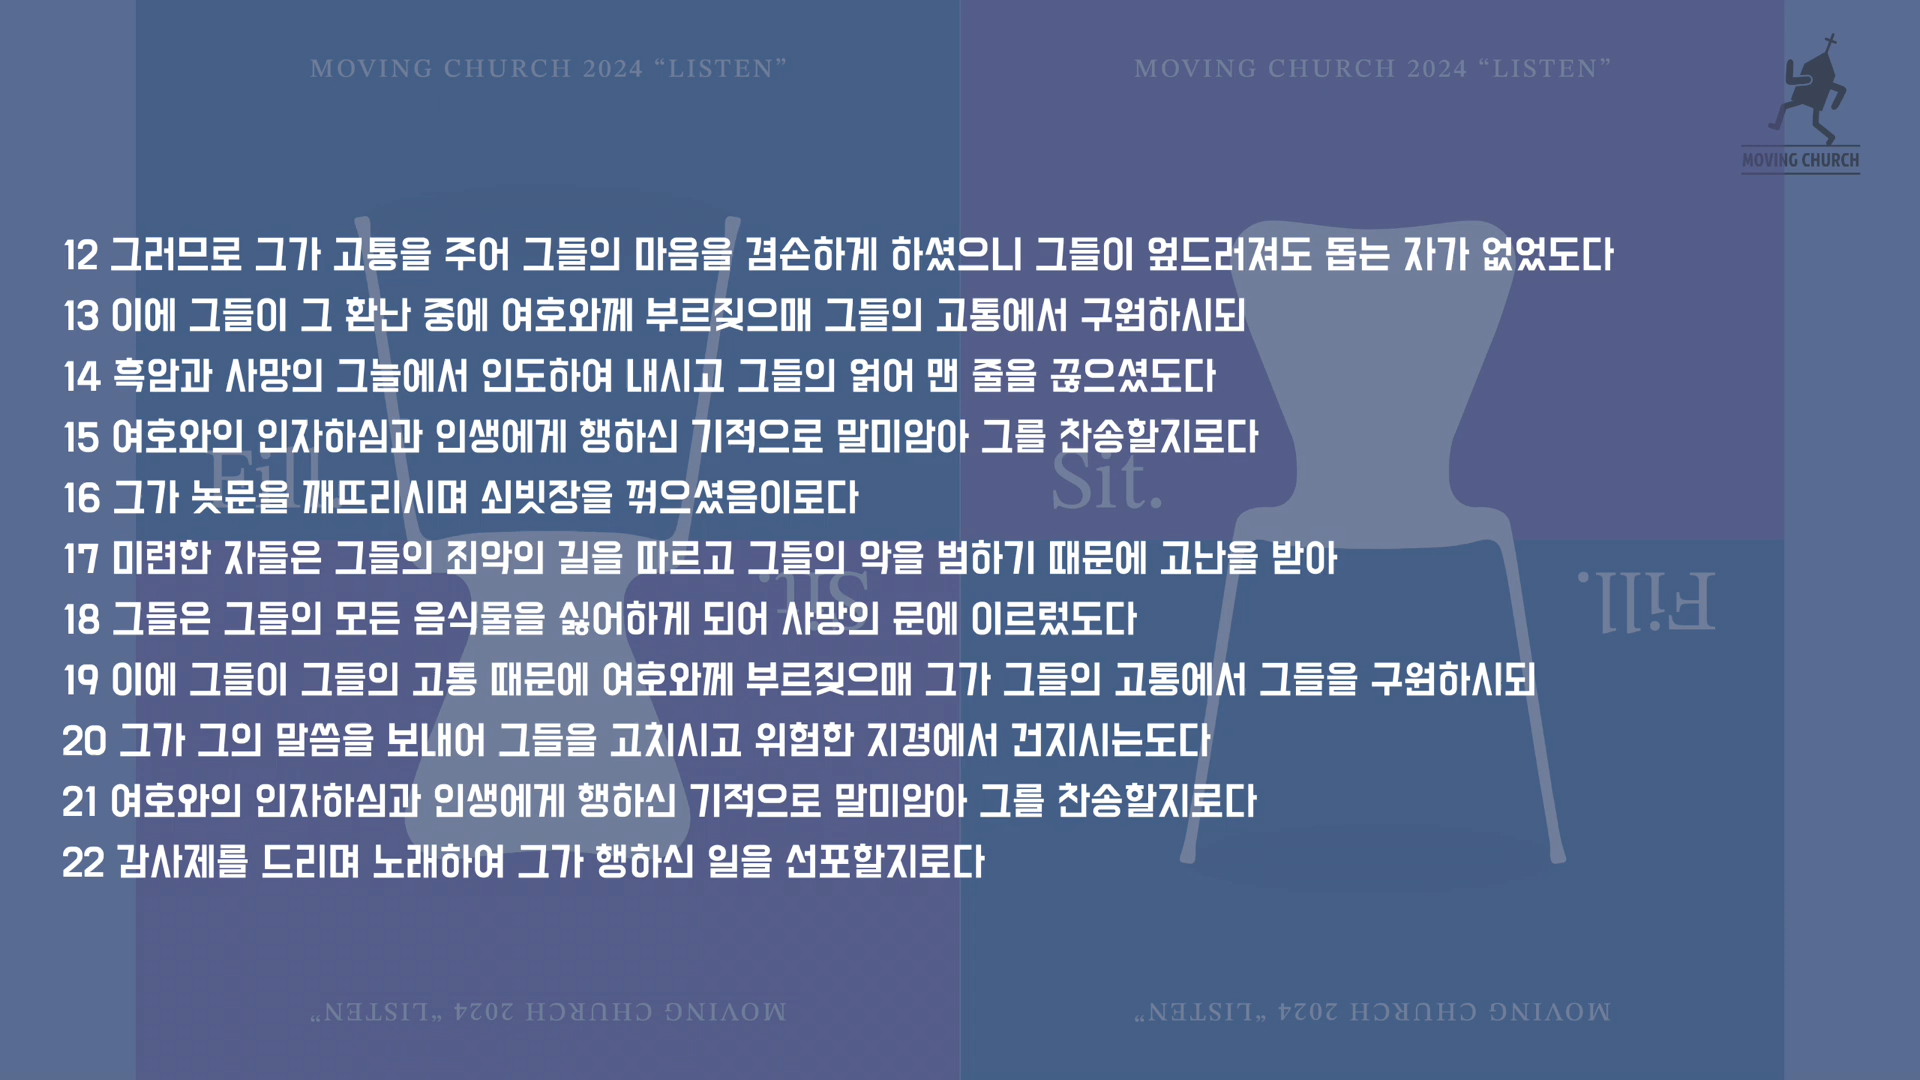 MOVING CHURCH 2024 “LISTEN”
MOVING CHURCH 2024 “LISTEN”
MOVING CHURCH
12 그러므로 그가 고통을 주어 그들의 마음을 겸손하게 하셨으니 그들이 엎드러져도 돕는 자가 없었도다
13 이에 그들이 그 환난 중에 여호와께 부르짖으매 그들의 고통에서 구원하시되
14 흑암과 사망의 그늘에서 인도하여 내시고 그들의 얽어 맨 줄을 끊으셨도다
15 여호와의 인자하심과 인생에게 행하신 기적으로 말미암아 그를 찬송할지로다
Fill.
Sit.
16 그가 놋문을 깨뜨리시며 쇠빗장을 꺾으셨음이로다
17 미련한 자들은 그들의 죄악의 길을 따르고 그들의 악을 범하기 때문에 고난을 받아
Sit.
Fill.
18 그들은 그들의 모든 음식물을 싫어하게 되어 사망의 문에 이르렀도다
19 이에 그들이 그들의 고통 때문에 여호와께 부르짖으매 그가 그들의 고통에서 그들을 구원하시되
20 그가 그의 말씀을 보내어 그들을 고치시고 위험한 지경에서 건지시는도다
21 여호와의 인자하심과 인생에게 행하신 기적으로 말미암아 그를 찬송할지로다
22 감사제를 드리며 노래하여 그가 행하신 일을 선포할지로다
MOVING CHURCH 2024 “LISTEN”
MOVING CHURCH 2024 “LISTEN”